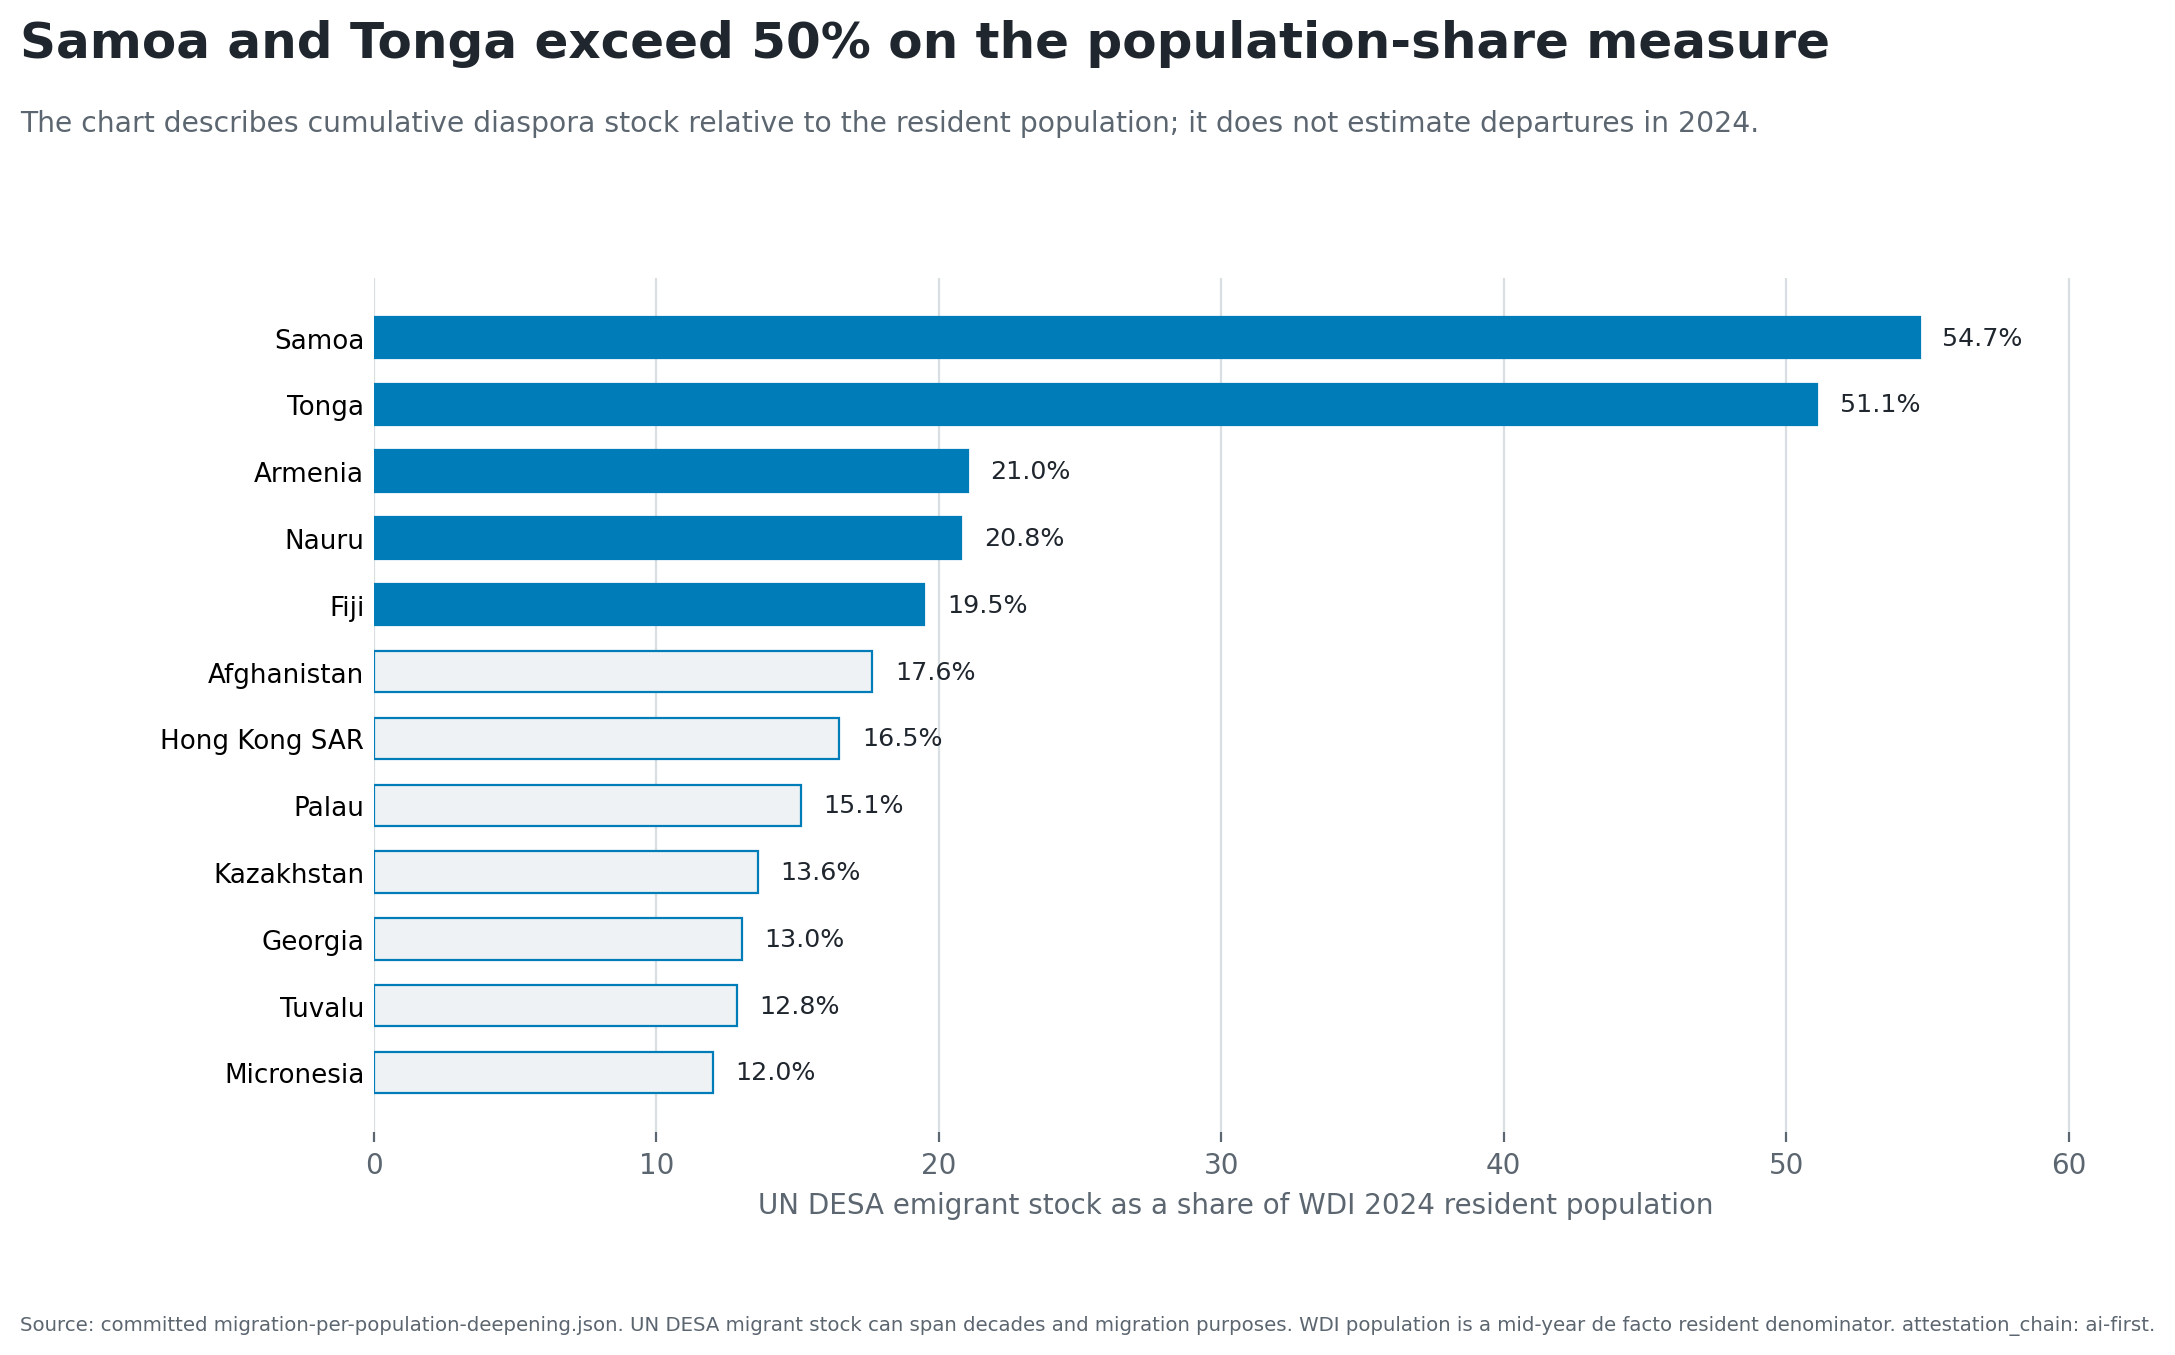 Samoa and Tonga exceed 50% on the population-share measure
The chart describes cumulative diaspora stock relative to the resident population; it does not estimate departures in 2024.
Samoa 54.7%
Tonga 51.1%
Armenia 21.0%
Nauru 20.8%
Fiji 19.5%
Afghanistan 17.6%
Hong Kong SAR 16.5%
Palau 15.1%
Kazakhstan 13.6%
Georgia 13.0%
Tuvalu 12.8%
Micronesia 12.0%
0 10 20 30 40 50 60
UN DESA emigrant stock as a share of WDI 2024 resident population
Source: committed migration-per-population-deepening.json. UN DESA migrant stock can span decades and migration purposes. WDI population is a mid-year de facto resident denominator. attestation_chain: ai-first.